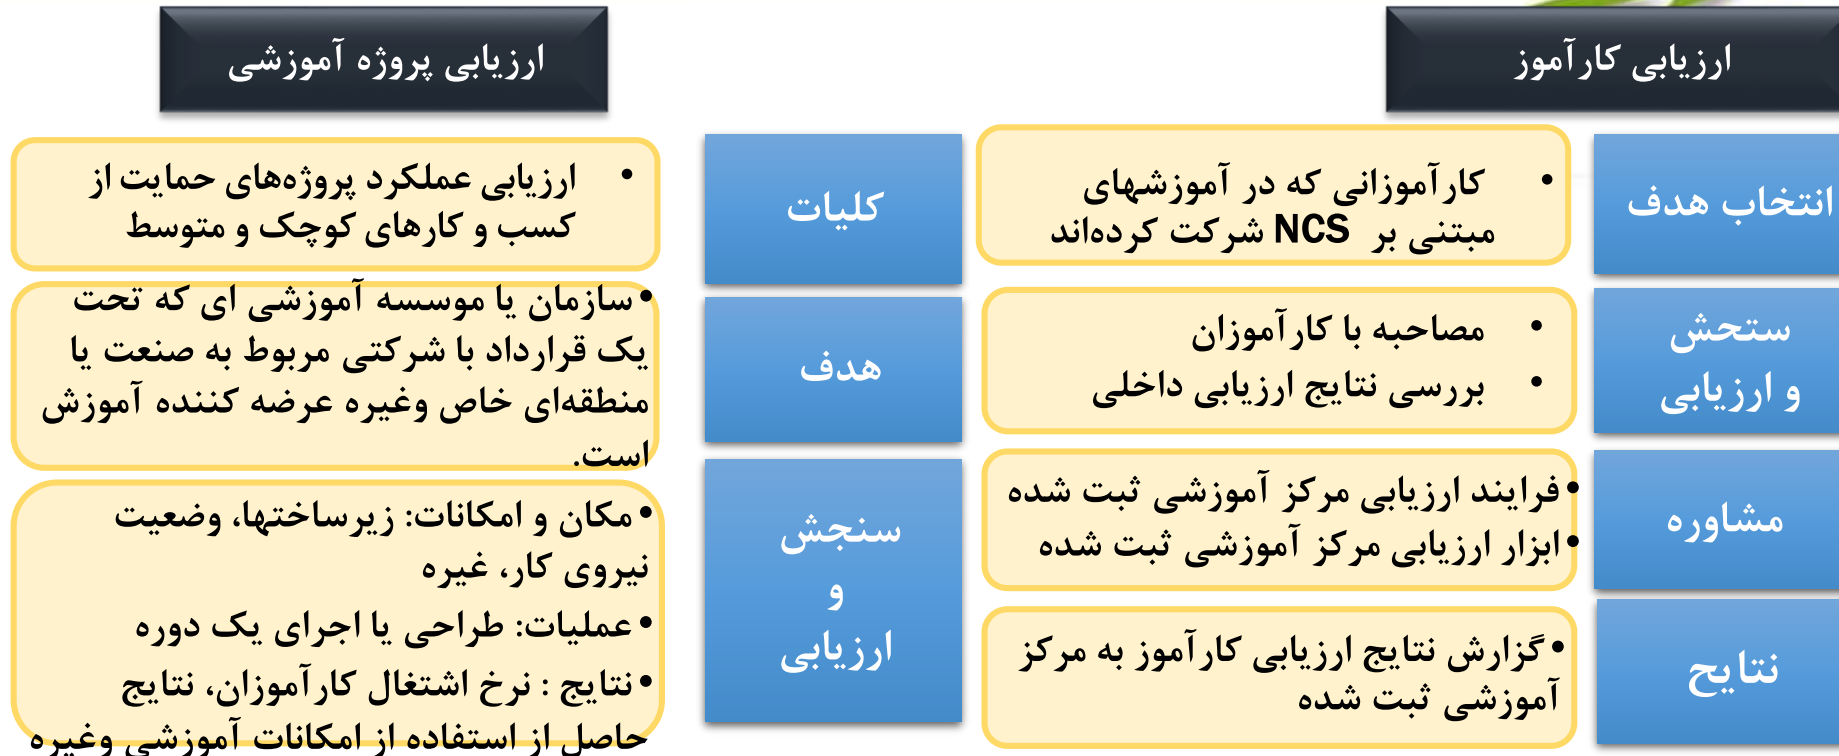 ارزیابی کارآموز
انتخاب هدف
• کارآموزانی که در آموزشهای
مبتنی بر NCS شرکت کرده‌اند
ستحش
و ارزیابی
• مصاحبه با کارآموزان
• بررسی نتایج ارزیابی داخلی
مشاوره
•فرایند ارزیابی مرکز آموزشی ثبت شده
•ابزار ارزیابی مرکز آموزشی ثبت شده
نتایح
•گزارش نتایج ارزیابی کارآموز به مرکز
آموزشی ثبت شده
ارزیابی پروژه آموزشی
کلیات
• ارزیابی عملکرد پروژه‌های حمایت از
کسب و کارهای کوچک و متوسط
هدف
•سازمان یا موسسه آموزشی ای که تحت
یک قرارداد با شرکتی مربوط به صنعت یا
منطقه‌ای خاص وغیره عرضه کننده آموزش
است.
سنجش
و
ارزیابی
•مکان و امکانات: زیرساختها، وضعیت
نیروی کار، غیره
•عملیات: طراحی یا اجرای یک دوره
•نتایج : نرخ اشتغال کارآموزان، نتایج
حاصل از استفاده از امکانات آموزشی وغیره